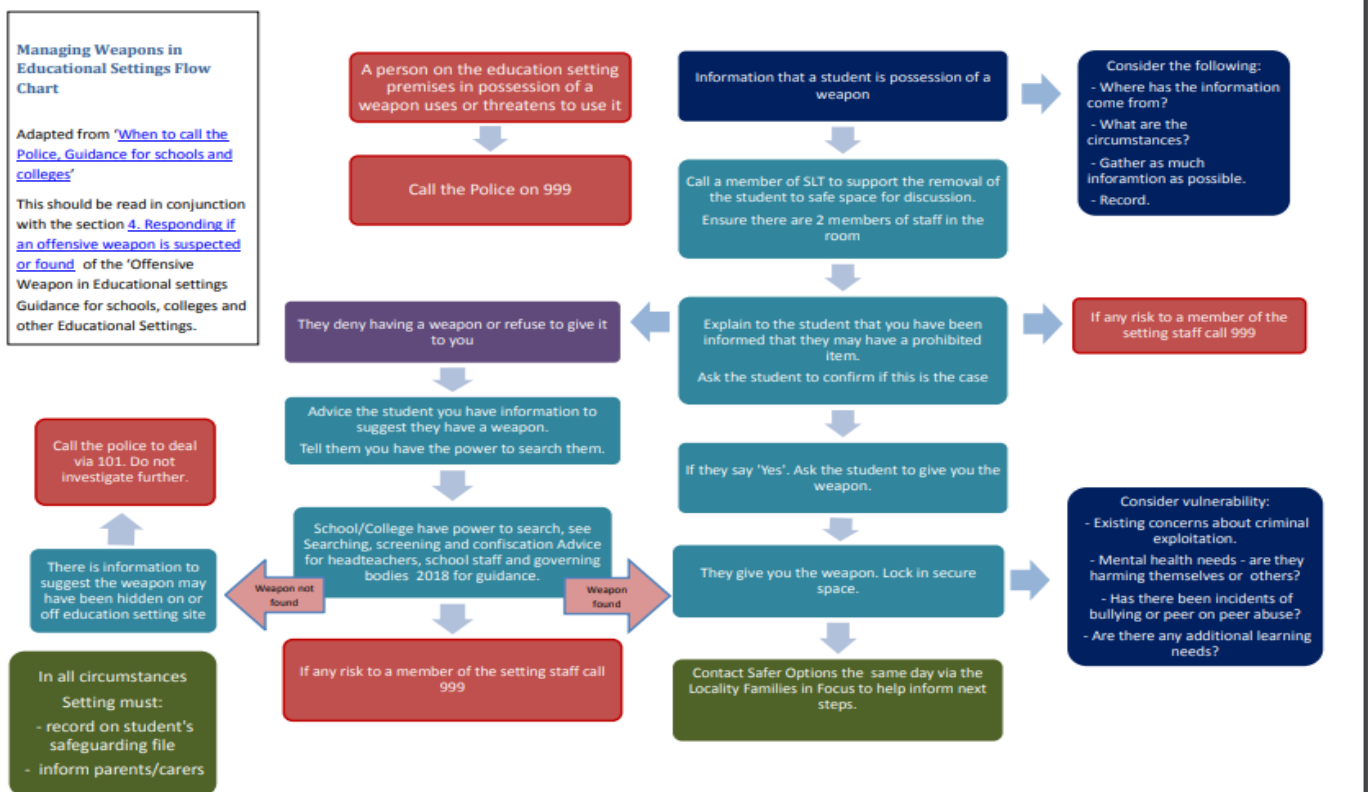 Managing Weapons in
Educational Settings Flow
Chart
Adapted from ‘When to call the
Police, Guidance for schools and
colleges’
This should be read in conjunction
with the section 4. Responding if
an offensive weapon is suspected
or found of the ‘Offensive
Weapon in Educational settings
Guidance for schools, colleges and
other Educational Settings.
A person on the education setting
premises in possession of a
weapon uses or threatens to use it
Call the Police on 999
Information that a student is possession of a
weapon
Consider the following:
- Where has the information
come from?
- What are the
circumstances?
- Gather as much
inforamtion as possible.
- Record.
Call a member of SLT to support the removal of
the student to safe space for discussion.
Ensure there are 2 members of staff in the
room
They deny having a weapon or refuse to give it
to you
Explain to the student that you have been
informed that they may have a prohibited
item.
Ask the student to confirm if this is the case
If any risk to a member of the
setting staff call 999
Advice the student you have information to
suggest they have a weapon.
Tell them you have the power to search them.
Call the police to deal
via 101. Do not
investigate further.
If they say 'Yes'. Ask the student to give you the
weapon.
School/College have power to search, see
Searching, screening and confiscation Advice
for headteachers, school staff and governing
bodies 2018 for guidance.
Weapon not
found
Weapon
found
There is information to
suggest the weapon may
have been hidden on or
off education setting site
They give you the weapon. Lock in secure
space.
Consider vulnerability:
- Existing concerns about criminal
exploitation.
- Mental health needs - are they
harming themselves or others?
- Has there been incidents of
bullying or peer on peer abuse?
- Are there any additional learning
needs?
If any risk to a member of the setting staff call
999
Contact Safer Options the same day via the
Locality Families in Focus to help inform next
steps.
In all circumstances
Setting must:
- record on student's
safeguarding file
- inform parents/carers